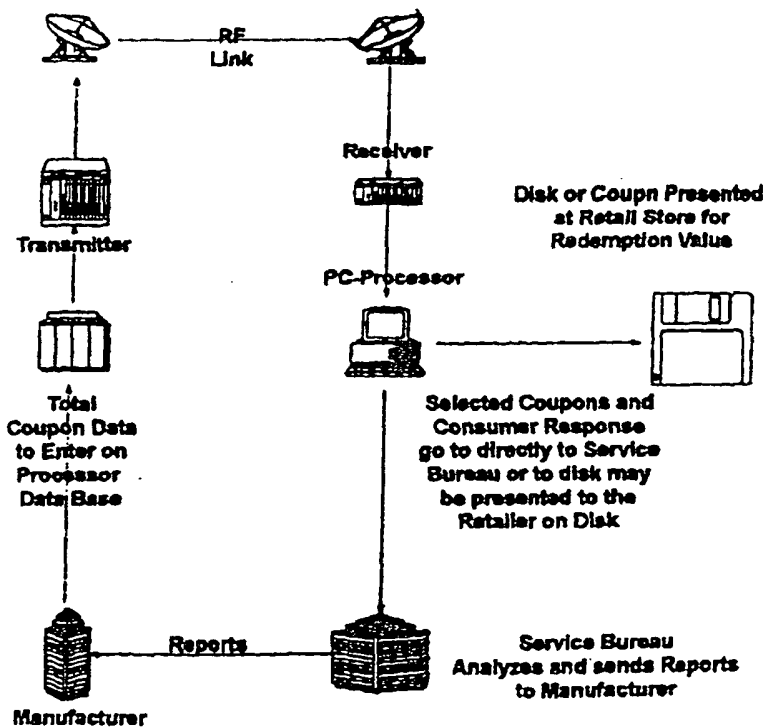 RF
Link
Receiver
Disk or Coupn Presented
at Retail Store for
Redemption Value
Transmitter
PC-Processor
Total
Coupon Data
to Enter on
Processor
Data Base
Selected Coupons and
Consumer Response
go to directly to Service
Bureau or to disk may
be presented to the
Retailer on Disk
Reports
Service Bureau
Analyzes and sends Reports
to Manufacturer
Manufacturer